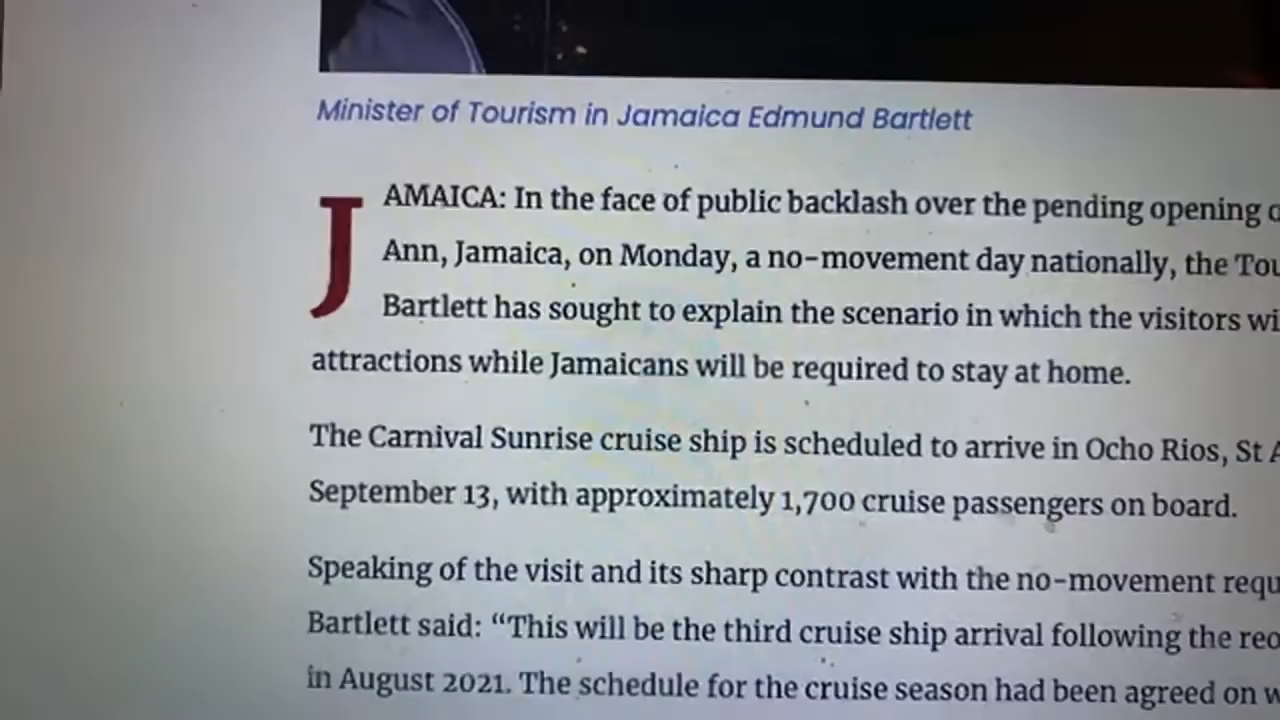 Minister of Tourism in Jamaica Edmund Bartlett
JAMAICA: In the face of public backlash over the pending opening
Ann, Jamaica, on Monday, a no-movement day nationally, the
Bartlett has sought to explain the scenario in which the visitors
attractions while Jamaicans will be required to stay at home.
The Carnival Sunrise cruise ship is scheduled to arrive in Ocho Rios, St
September 13, with approximately 1,700 cruise passengers on board.
Speaking of the visit and its sharp contrast with the no-movement
Bartlett said: “This will be the third cruise ship arrival following the
in August 2021. The schedule for the cruise season had been agreed on